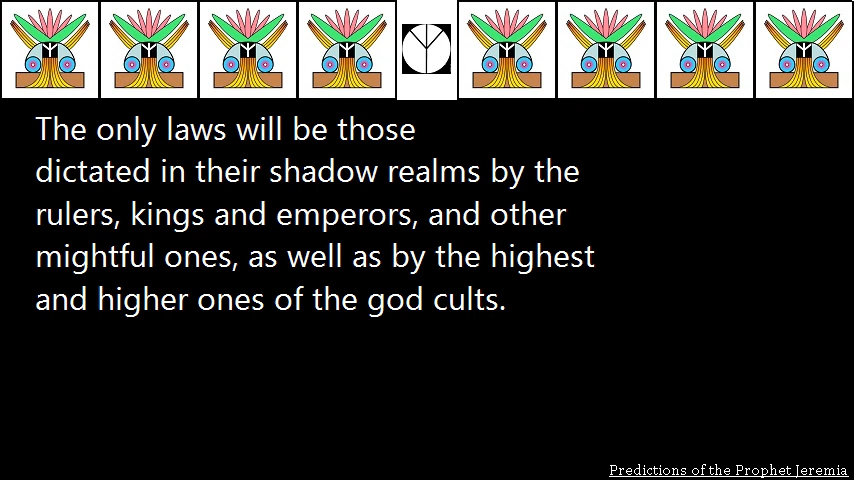 The only laws will be those
dictated in their shadow realms by the
rulers, kings and emperors, and other
mightful ones, as well as by the highest
and higher ones of the god cults.
Predictions of the Prophet Jeremia